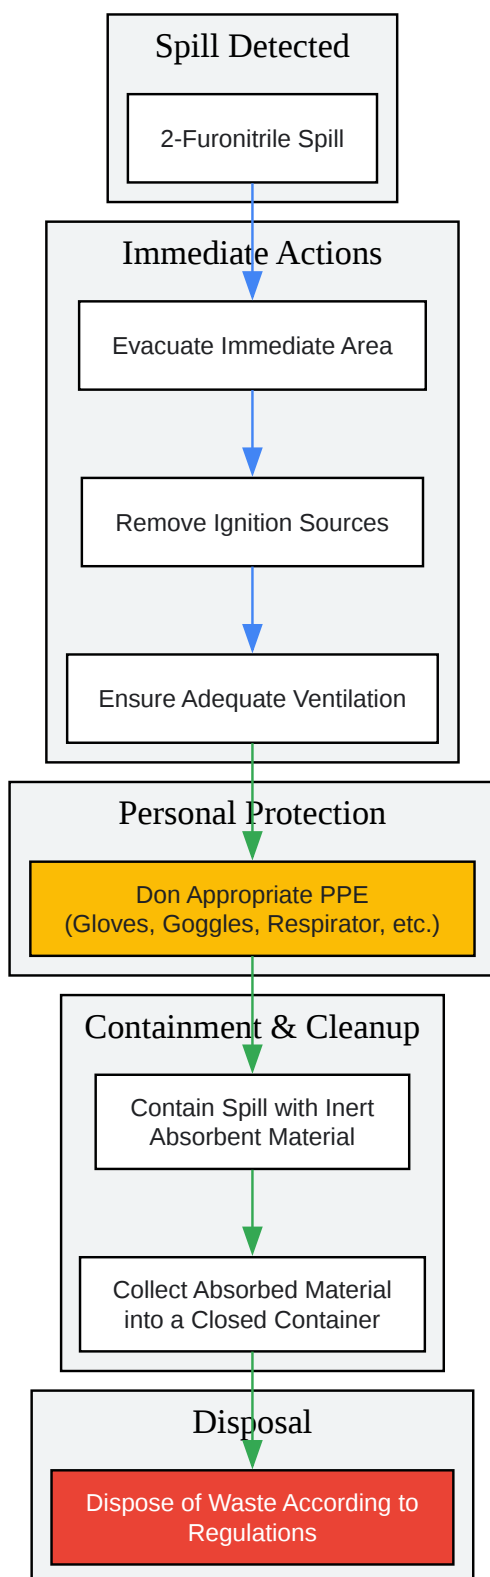 Spill Detected
2-Furonitrile Spill
Immediate Actions
Evacuate Immediate Area
Remove Ignition Sources
Ensure Adequate Ventilation
Personal Protection
Don Appropriate PPE
(Gloves, Goggles, Respirator, etc.)
Containment & Cleanup
Contain Spill with Inert
Absorbent Material
Collect Absorbed Material
into a Closed Container
Disposal
Dispose of Waste According to
Regulations